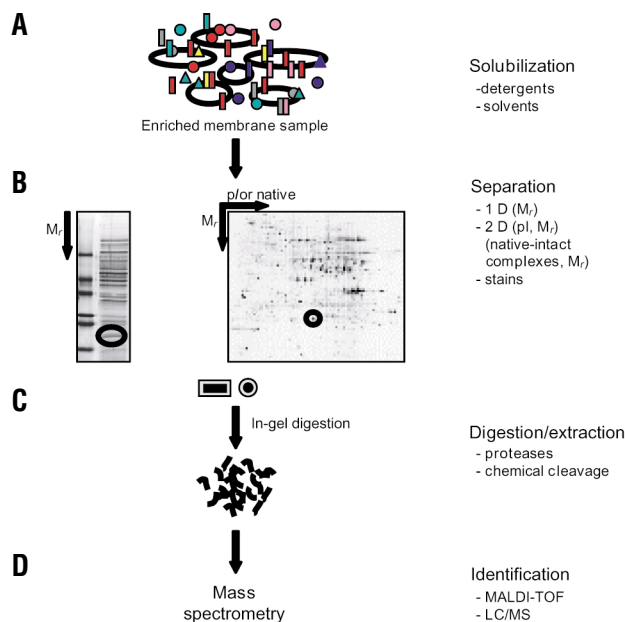 A
Solubilization
-detergents
- solvents
Enriched membrane sample
B
pI or native
Mr
Mr
Separation
- 1 D (Mr)
- 2 D (pI, Mr)
(native-intact
complexes, Mr)
- stains
C
In-gel digestion
Digestion/extraction
- proteases
- chemical cleavage
D
Mass
spectrometry
Identification
- MALDI-TOF
- LC/MS